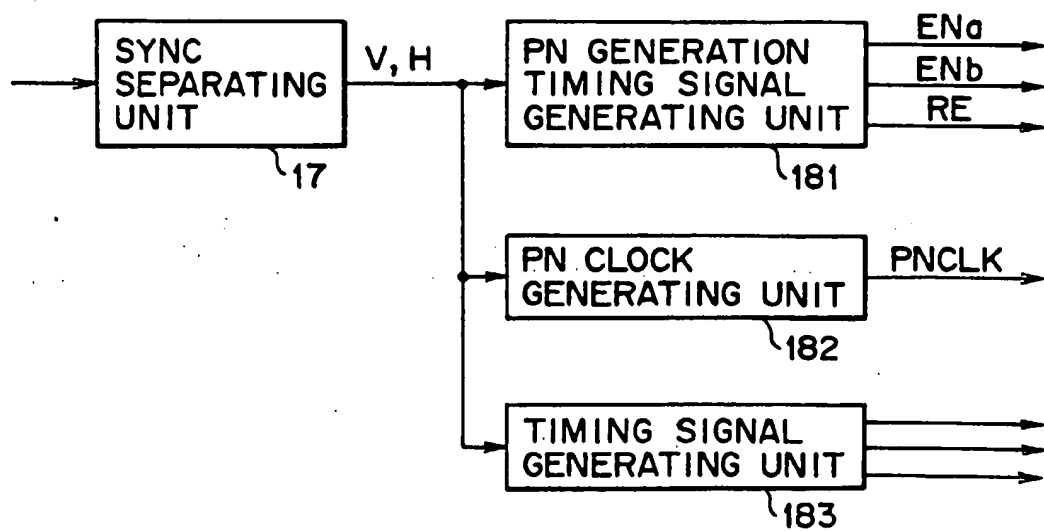 SYNC
SEPARATING
UNIT
17
V, H
PN GENERATION
TIMING SIGNAL
GENERATING UNIT
181
ENa
ENb
RE
PN CLOCK
GENERATING UNIT
182
PNCLK
TIMING SIGNAL
GENERATING UNIT
183